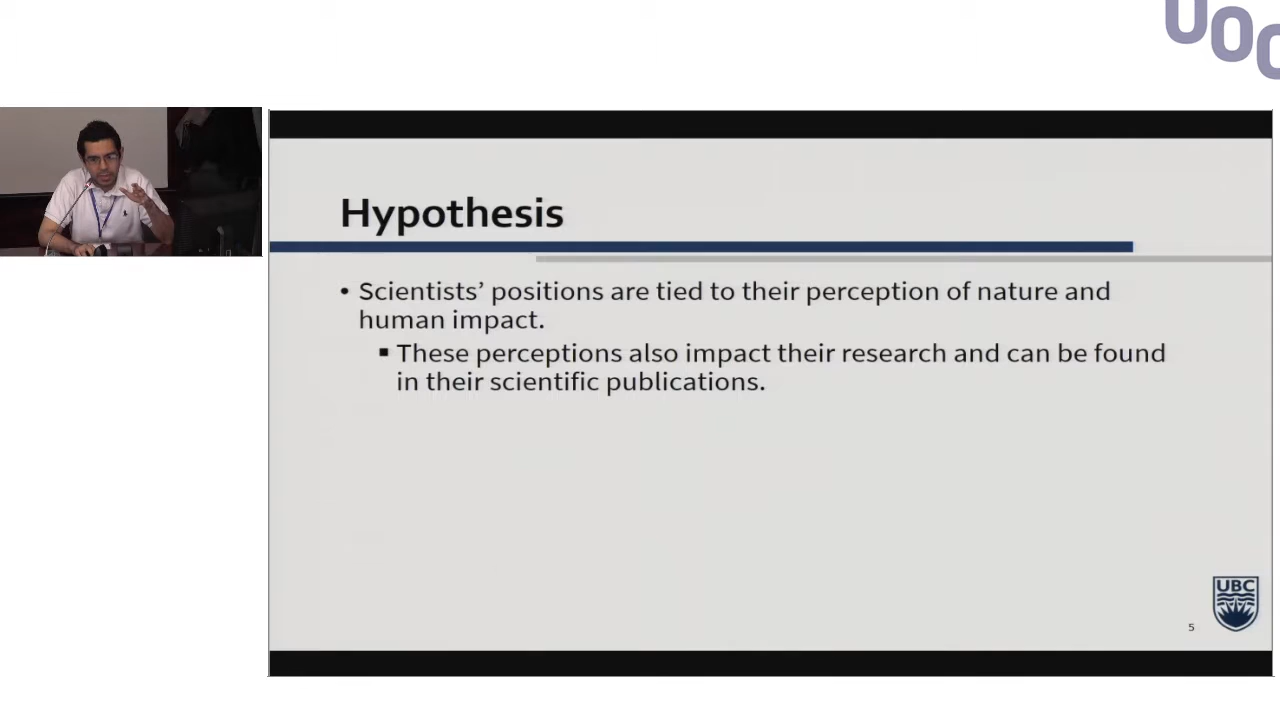 UOC
Hypothesis
• Scientists’ positions are tied to their perception of nature and
human impact.
▪ These perceptions also impact their research and can be found
in their scientific publications.
UBC
5